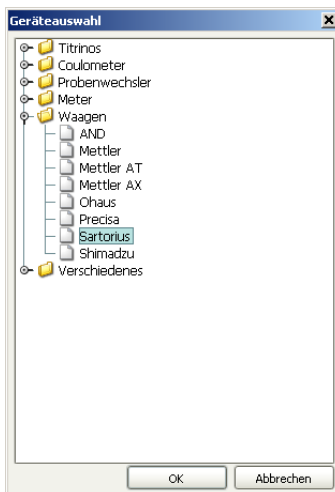 Geräteauswahl
Titrinos
Coulometer
Probenwechsler
Meter
Waagen
AND
Mettler
Mettler AT
Mettler AX
Ohaus
Precisa
Sartorius
Shimadzu
Verschiedenes
OK Abbrechen